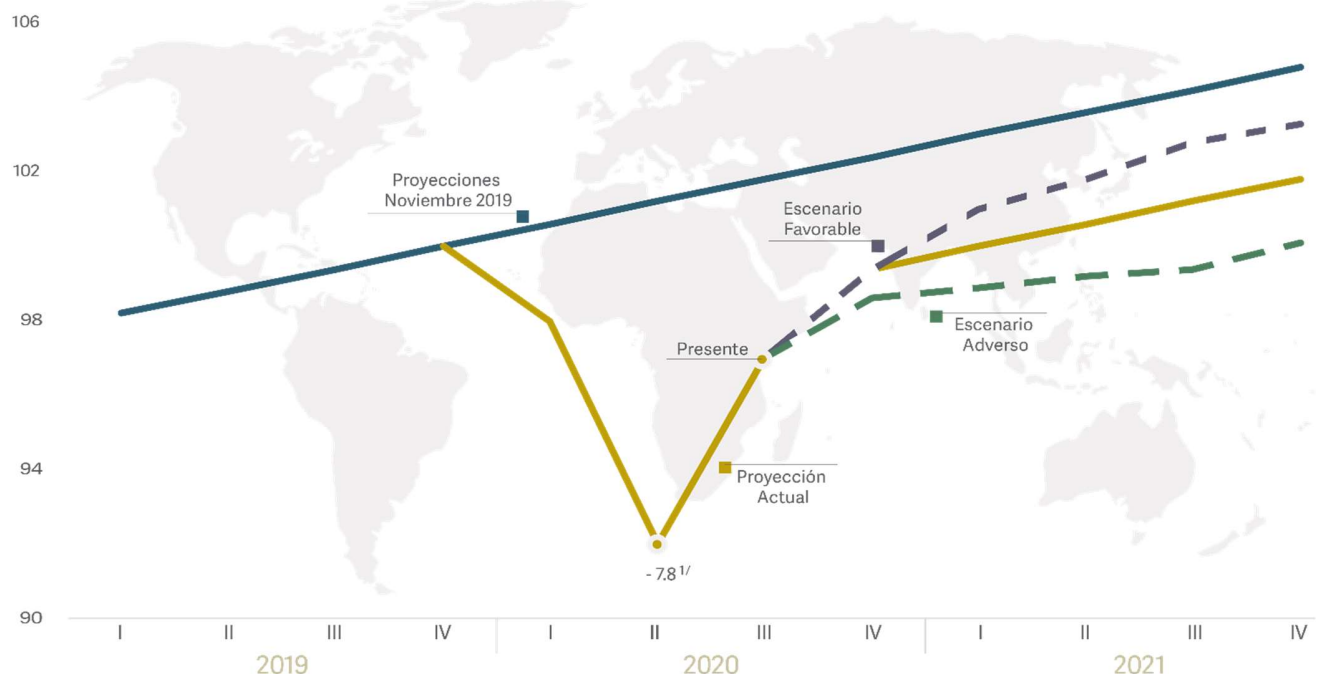 106
102
98
94
90
Proyecciones
Noviembre 2019
Escenario
Favorable
Presente
Escenario
Adverso
Proyección
Actual
- 7.8 1/
I II III IV I II III IV I II III IV
2019 2020 2021